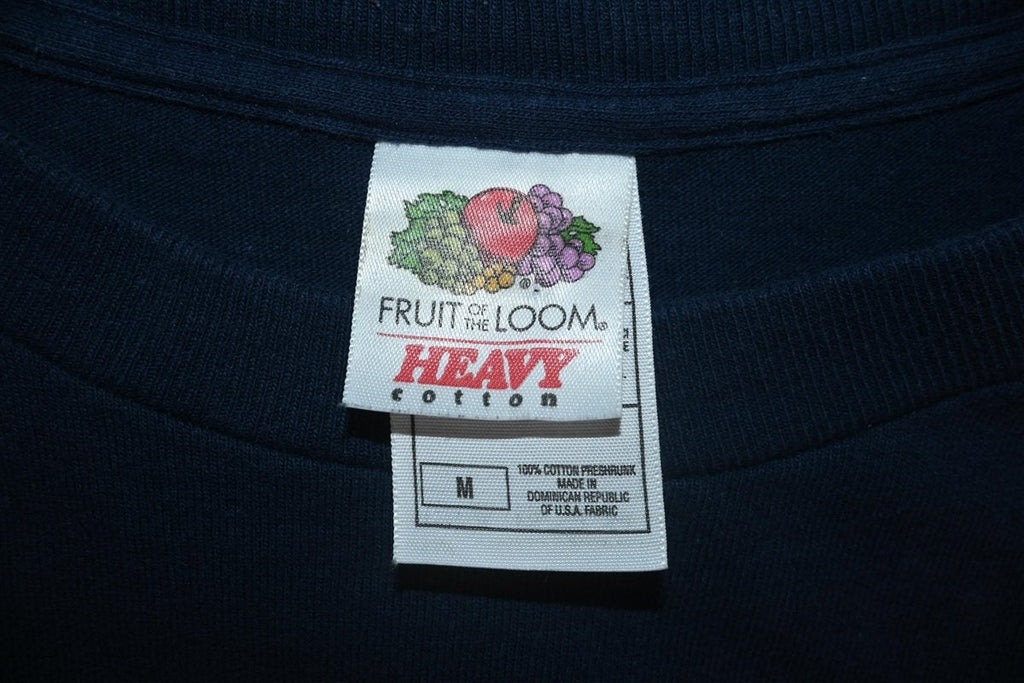 FRUIT OF THE LOOM®
HEAVY
cotton
M
100% COTTON PRESHRUNK
MADE IN
DOMINICAN REPUBLIC
OF U.S.A. FABRIC